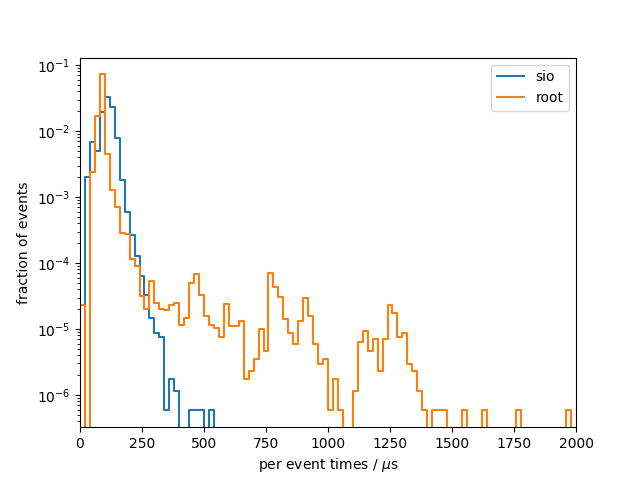 sio
root
10⁻¹
10⁻²
10⁻³
10⁻⁴
10⁻⁵
10⁻⁶
fraction of events
0 250 500 750 1000 1250 1500 1750 2000
per event times / μs